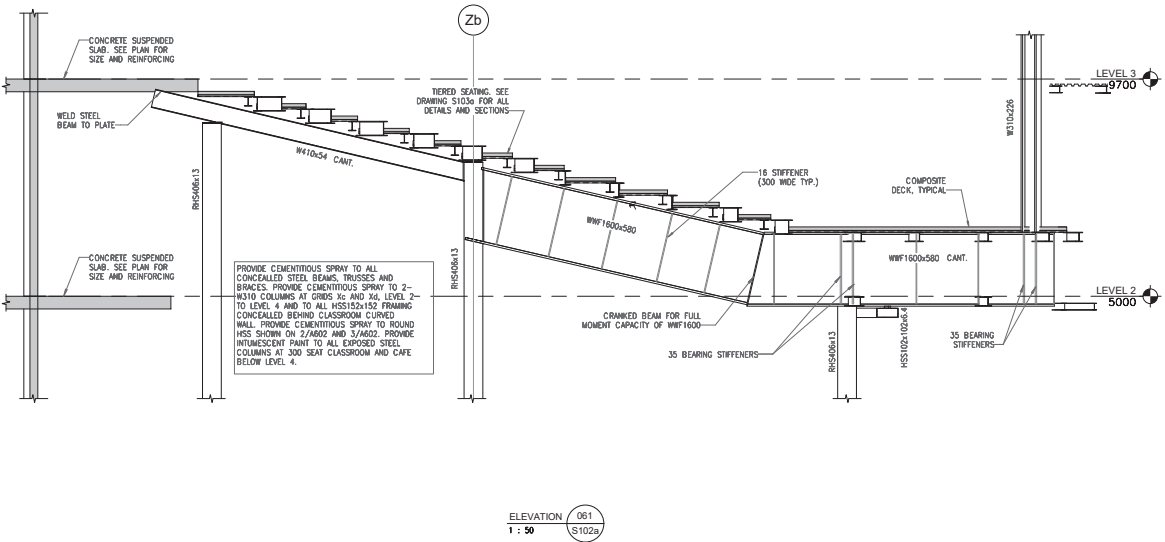 Zb
CONCRETE SUSPENDED
SLAB. SEE PLAN FOR
SIZE AND REINFORCING
LEVEL 3
9700
TIERED SEATING. SEE
DRAWING S103a FOR ALL
DETAILS AND SECTIONS
WELD STEEL
BEAM TO PLATE
W310x226
W410x54 CANT.
RHS406x13
16 STIFFENER
(300 WIDE TYP.)
COMPOSITE
DECK, TYPICAL
WWF1600x580
WWF1600x580 CANT.
RHS406x13
CONCRETE SUSPENDED
SLAB. SEE PLAN FOR
SIZE AND REINFORCING
PROVIDE CEMENTITIOUS SPRAY TO ALL
CONCEALLED STEEL BEAMS, TRUSSES AND
BRACES. PROVIDE CEMENTITIOUS SPRAY TO 2-
W310 COLUMNS AT GRIDS Xc AND Xd, LEVEL 2
TO LEVEL 4 AND TO ALL HSS152x152 FRAMING
CONCEALLED BEHIND CLASSROOM CURVED
WALL. PROVIDE CEMENTITIOUS SPRAY TO ROUND
HSS SHOWN ON 2/A602 AND 3/A602. PROVIDE
INTUMESCENT PAINT TO ALL EXPOSED STEEL
COLUMNS AT 300 SEAT CLASSROOM AND CAFE
BELOW LEVEL 4.
LEVEL 2
5000
CRANKED BEAM FOR FULL
MOMENT CAPACITY OF WWF1600
35 BEARING STIFFENERS
RHS406x13
HSS102x102x6.4
35 BEARING
STIFFENERS
ELEVATION
1 : 50
061
S102a